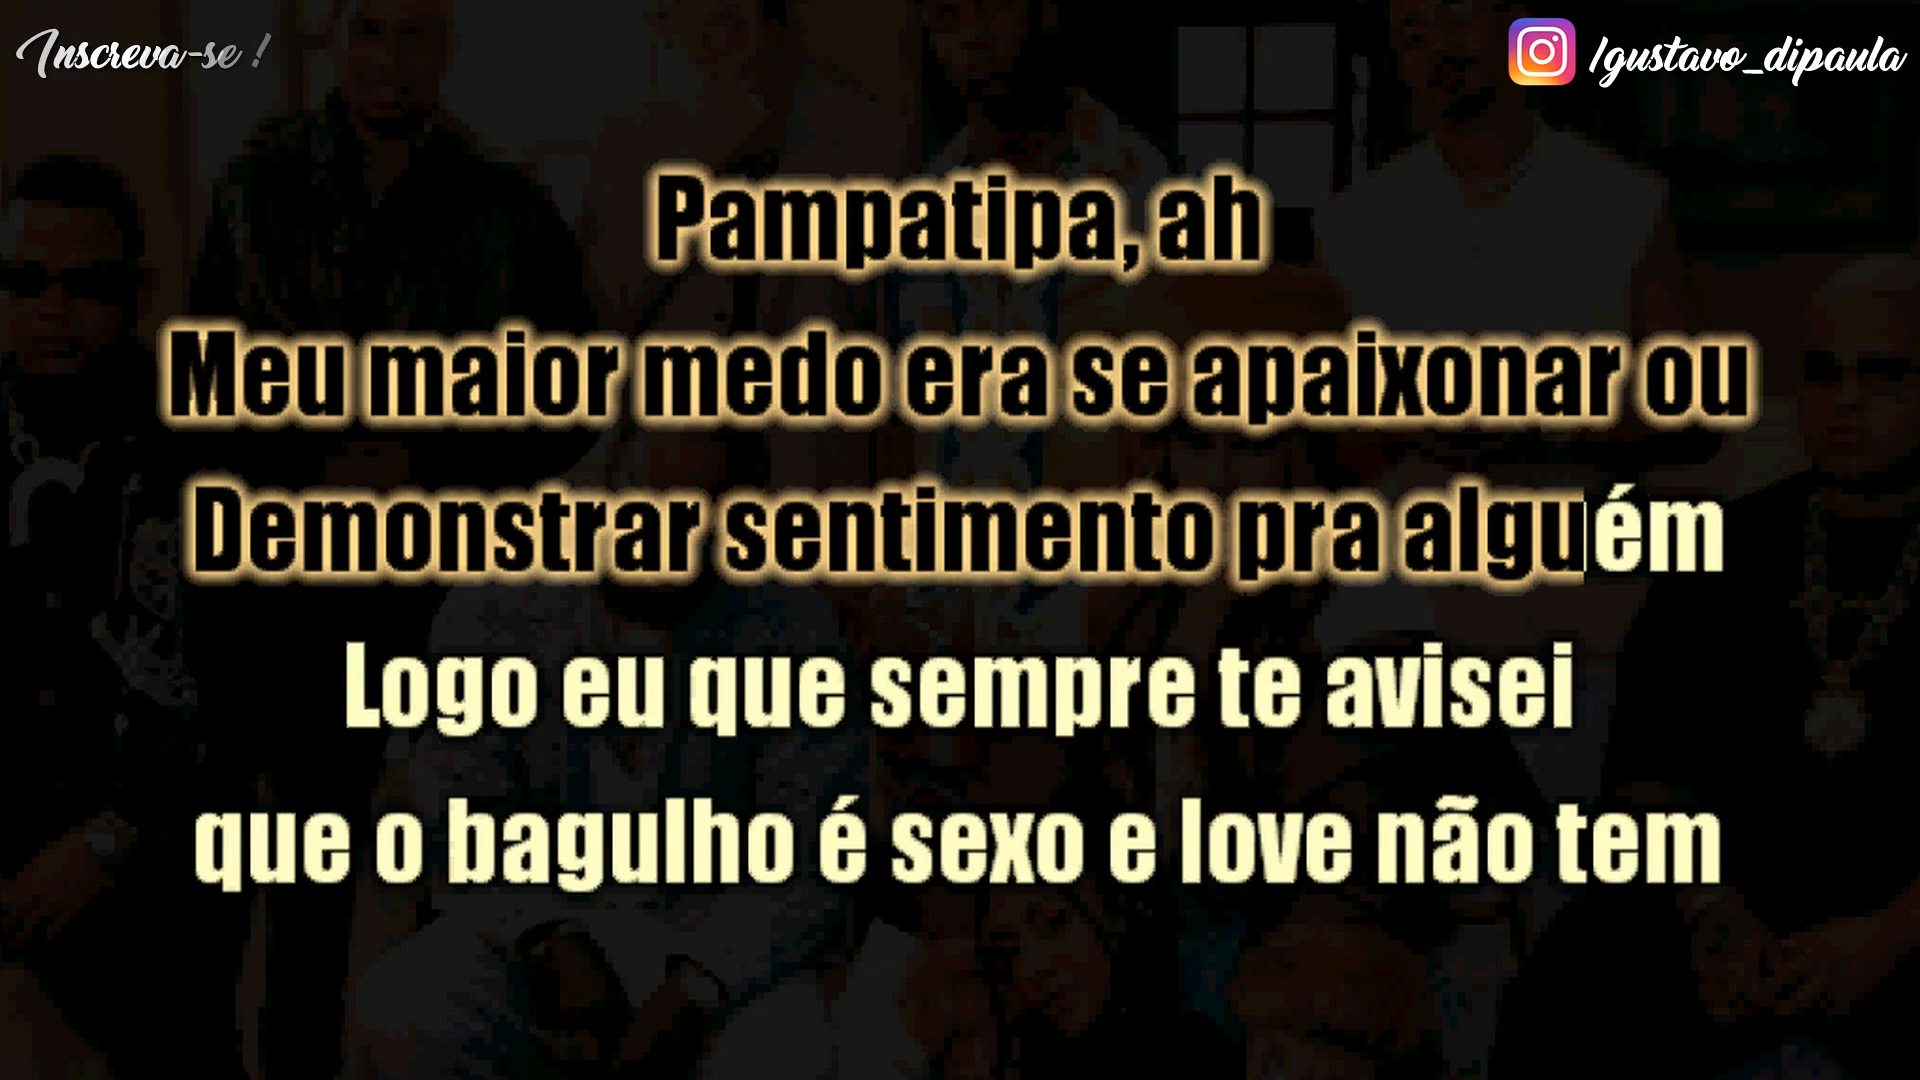 Inscreva-se !
/gustavo_dipaula
Pampatipa, ah
Meu maior medo era se apaixonar ou
Demonstrar sentimento pra alguém
Logo eu que sempre te avisei
que o bagulho é sexo e love não tem